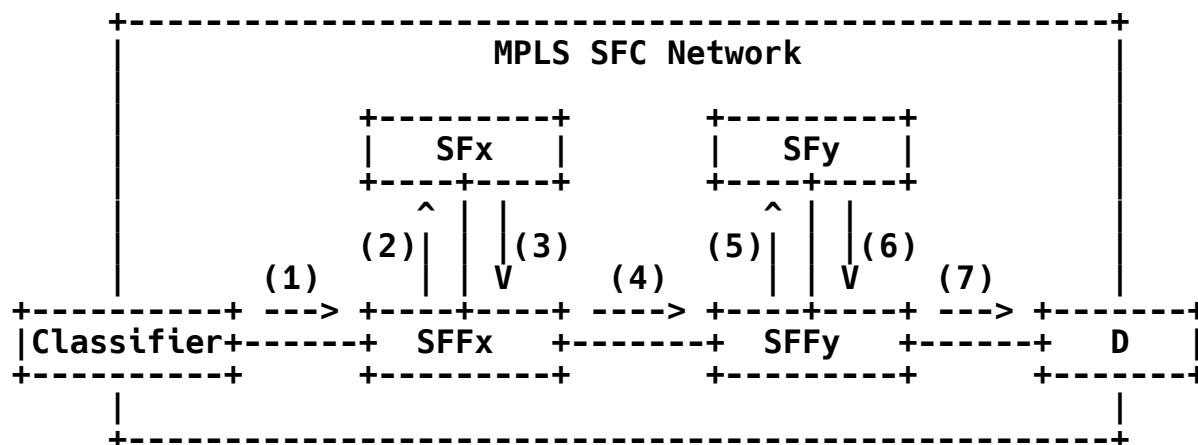 MPLS SFC Network
SFx SFy
(2) (3) (5) (6)
(1) (4) (7)
Classifier SFFx SFFy D